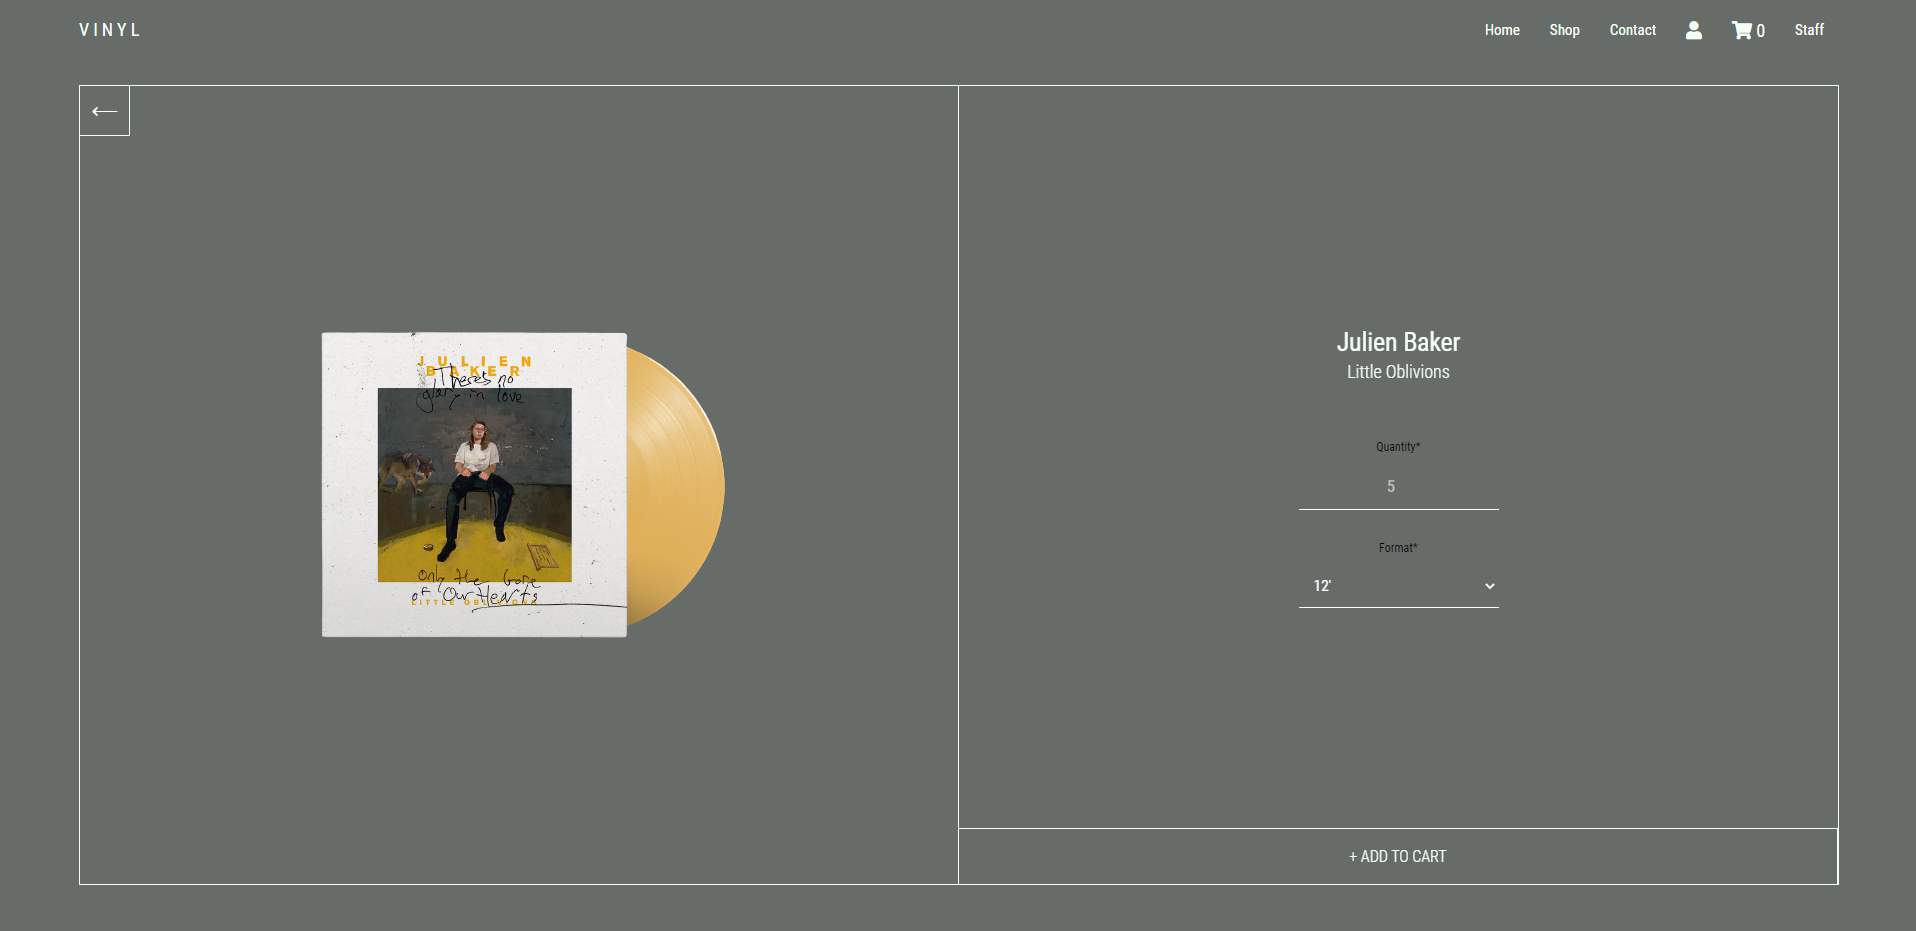 VINYL
Home Shop Contact 0 Staff
JULIEN
BAKER
There's no
glory in love
Only the gore
of Our Hearts
LITTLE OBLIVIONS
Julien Baker
Little Oblivions
Quantity*
5
Format*
12'
+ ADD TO CART